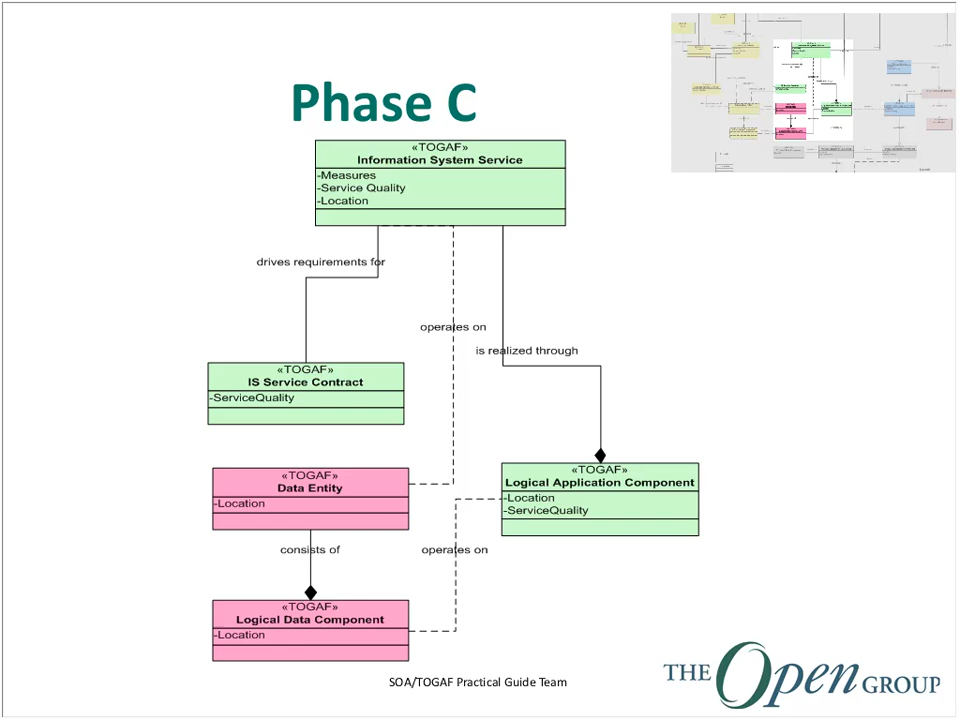 Phase C
«TOGAF»
Information System Service
-Measures
-Service Quality
-Location
drives requirements for
operates on
is realized through
«TOGAF»
IS Service Contract
-ServiceQuality
«TOGAF»
Data Entity
-Location
«TOGAF»
Logical Application Component
-Location
-ServiceQuality
consists of
operates on
«TOGAF»
Logical Data Component
-Location
SOA/TOGAF Practical Guide Team
THE Open GROUP